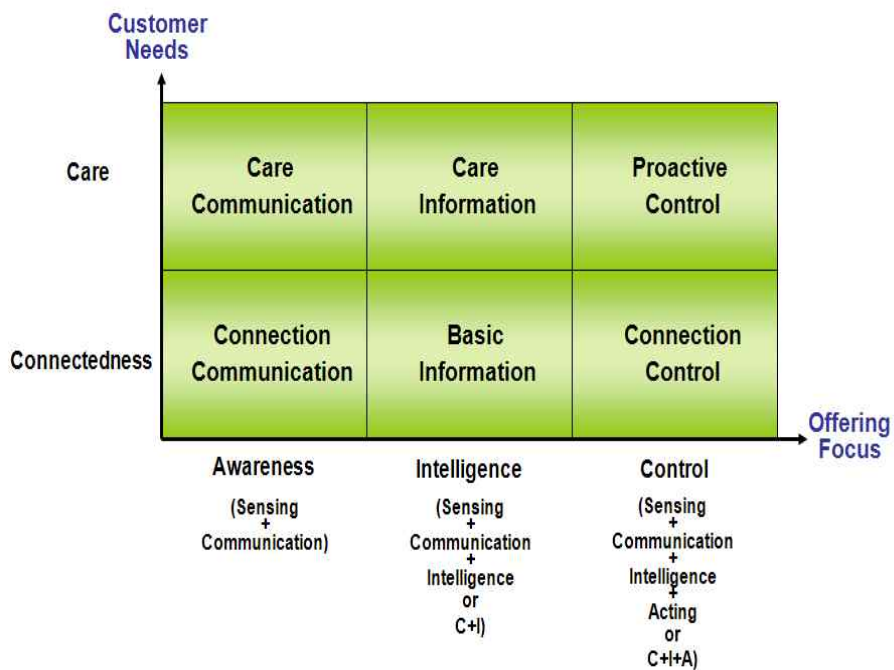 Customer
Needs
Care
Care
Communication
Care
Information
Proactive
Control
Connectedness
Connection
Communication
Basic
Information
Connection
Control
Offering
Focus
Awareness
(Sensing
+
Communication)
Intelligence
(Sensing
+
Communication
+
Intelligence
or
C+I)
Control
(Sensing
+
Communication
+
Intelligence
+
Acting
or
C+I+A)